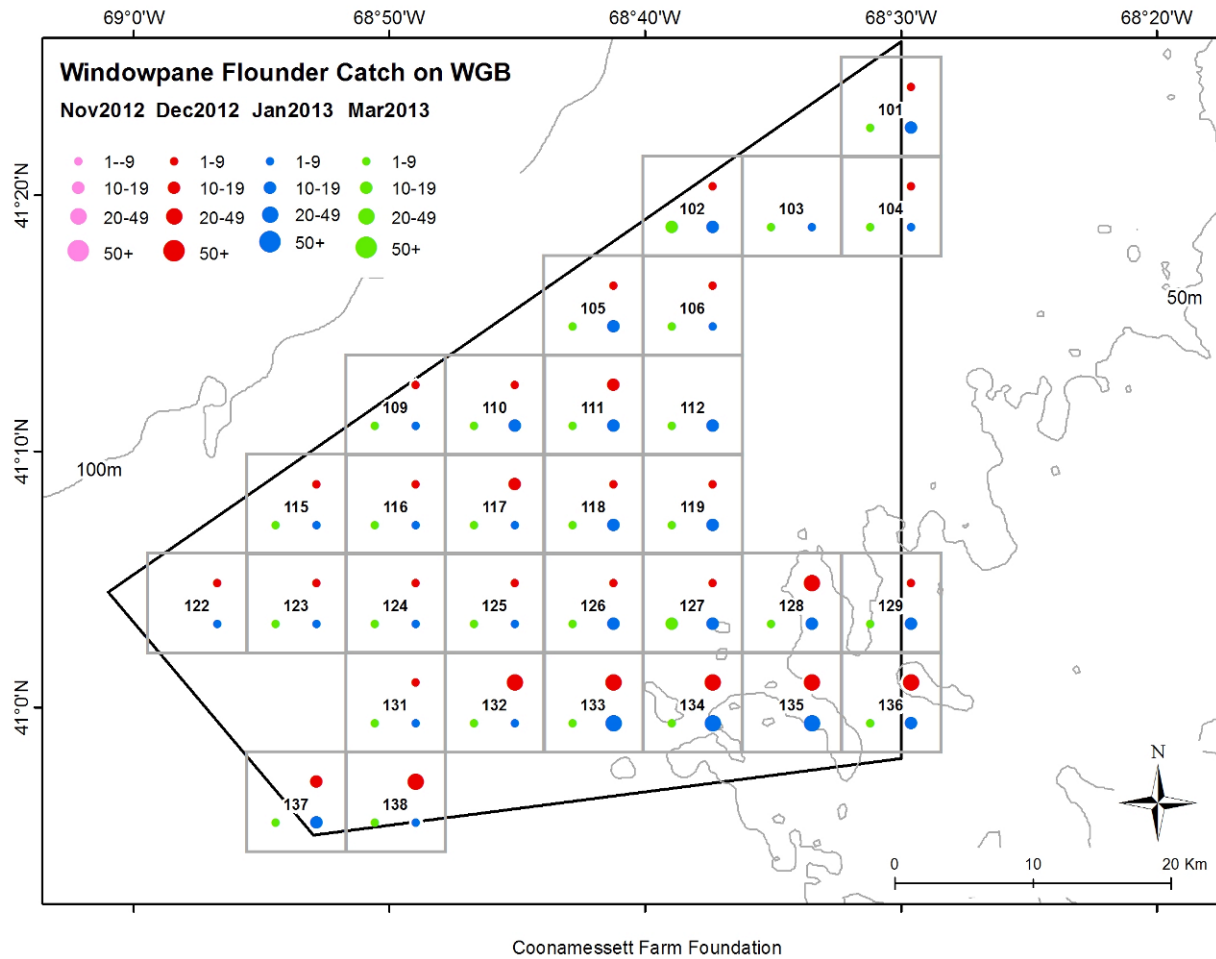 69°0'W 68°50'W 68°40'W 68°30'W 68°20'W
Windowpane Flounder Catch on WGB
Nov2012 Dec2012 Jan2013 Mar2013
1--9 1-9 1-9 1-9
10-19 10-19 10-19 10-19
20-49 20-49 20-49 20-49
50+ 50+ 50+ 50+
41°20'N
41°10'N
41°0'N
101
102 103 104
105 106
50m
109 110 111 112
100m
115 116 117 118 119
122 123 124 125 126 127 128 129
131 132 133 134 135 136
137 138
N
0 10 20 Km
Coonamessett Farm Foundation